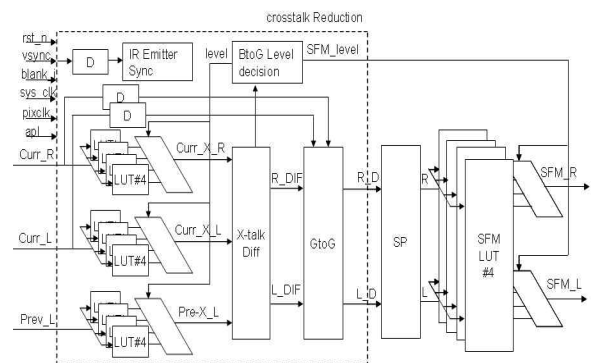 crosstalk Reduction
rst_n
vsync
blank_i
sys_clk
pixclk
apl
D
IR Emitter
Sync
level
BtoG Level
decision
SFM_level
D
D
Curr_R
LUT#4
Curr_X_R
Curr_L
LUT#4
Curr_X_L
Prev_L
LUT#4
Pre-X_L
X-talk
Diff
R_DIF
L_DIF
GtoG
R_D
L_D
SP
R
L
SFM
LUT
#4
SFM_R
SFM_L